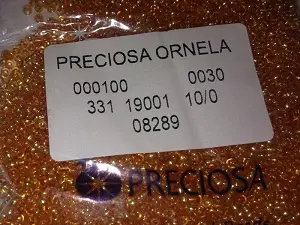 PRECIOSA ORNELA
000100 0030
331 19001 10/0
08289
PRECIOSA